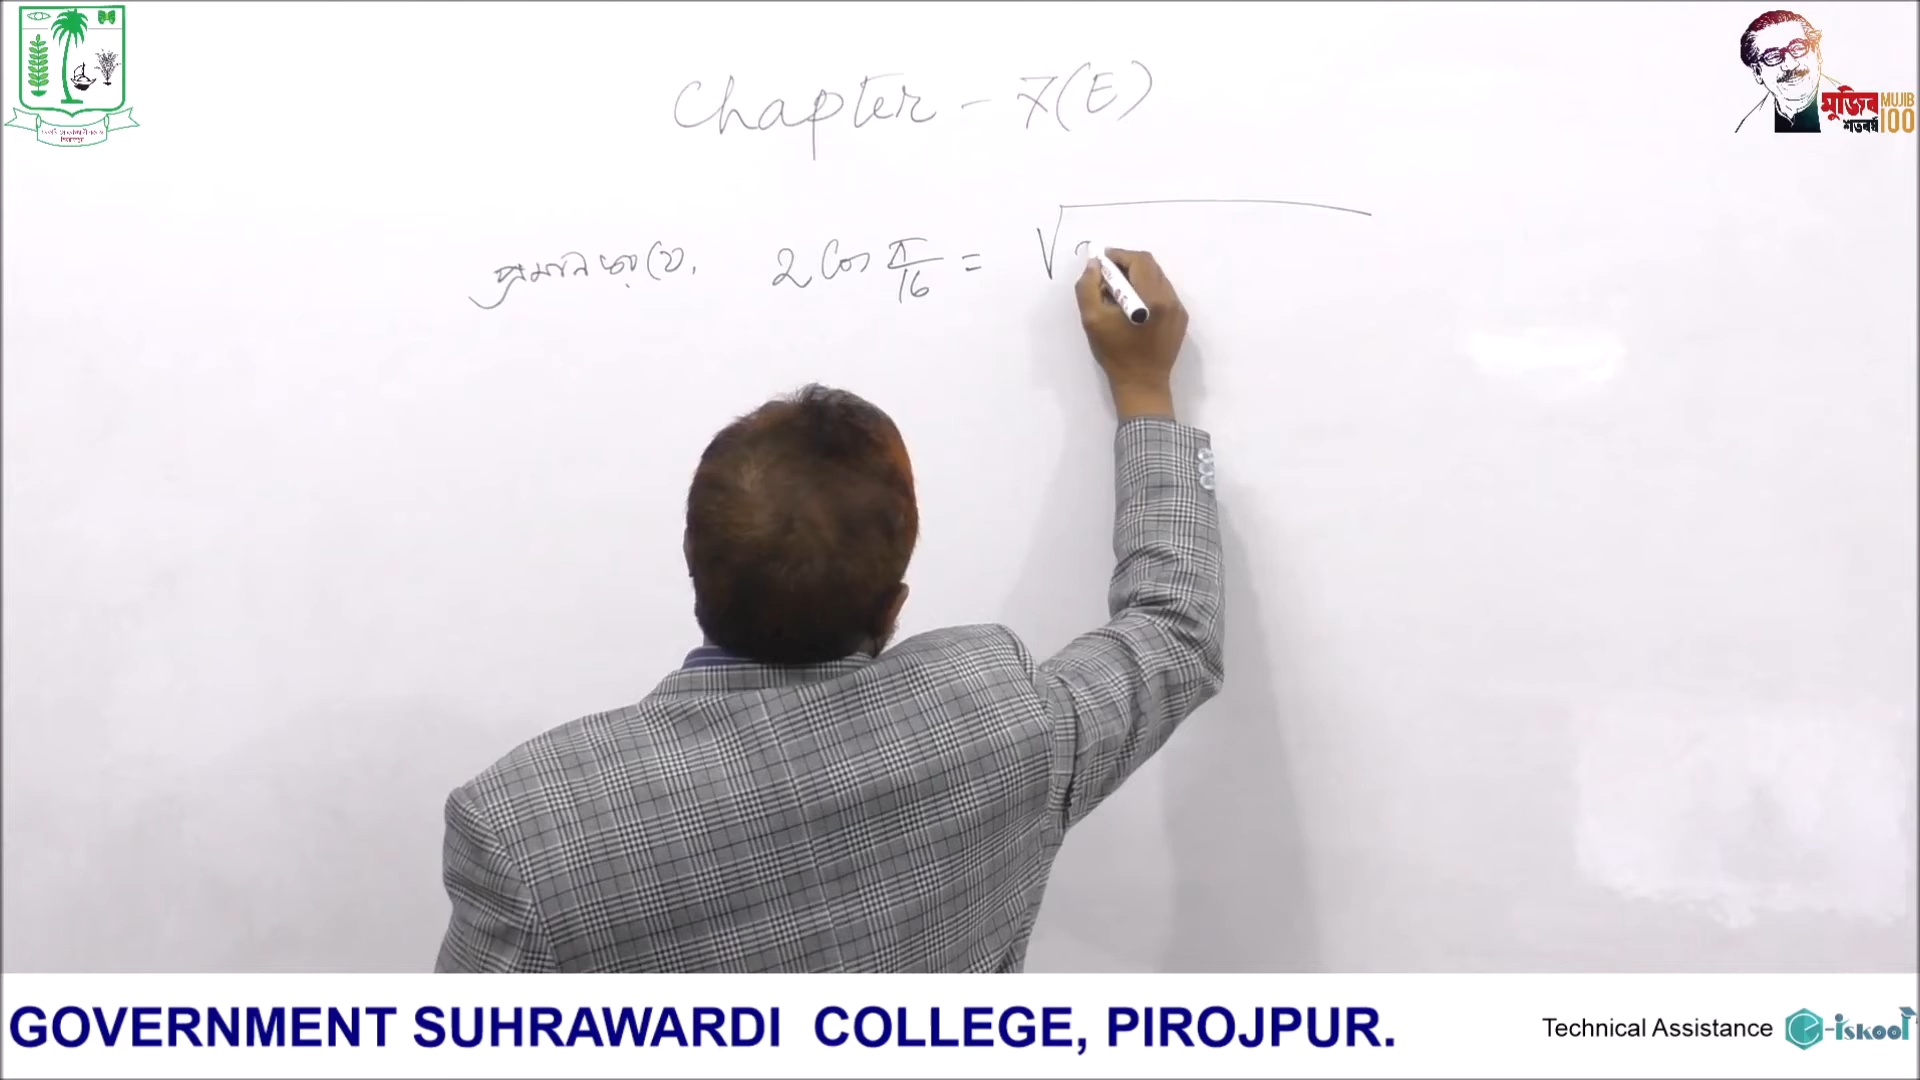 Chapter - 7(E)
প্রমাণ কর যে, 2 Cos π/16 = √
মুজিব MUJIB
শতবর্ষ 100
GOVERNMENT SUHRAWARDI COLLEGE, PIROJPUR.
Technical Assistance e-iskool